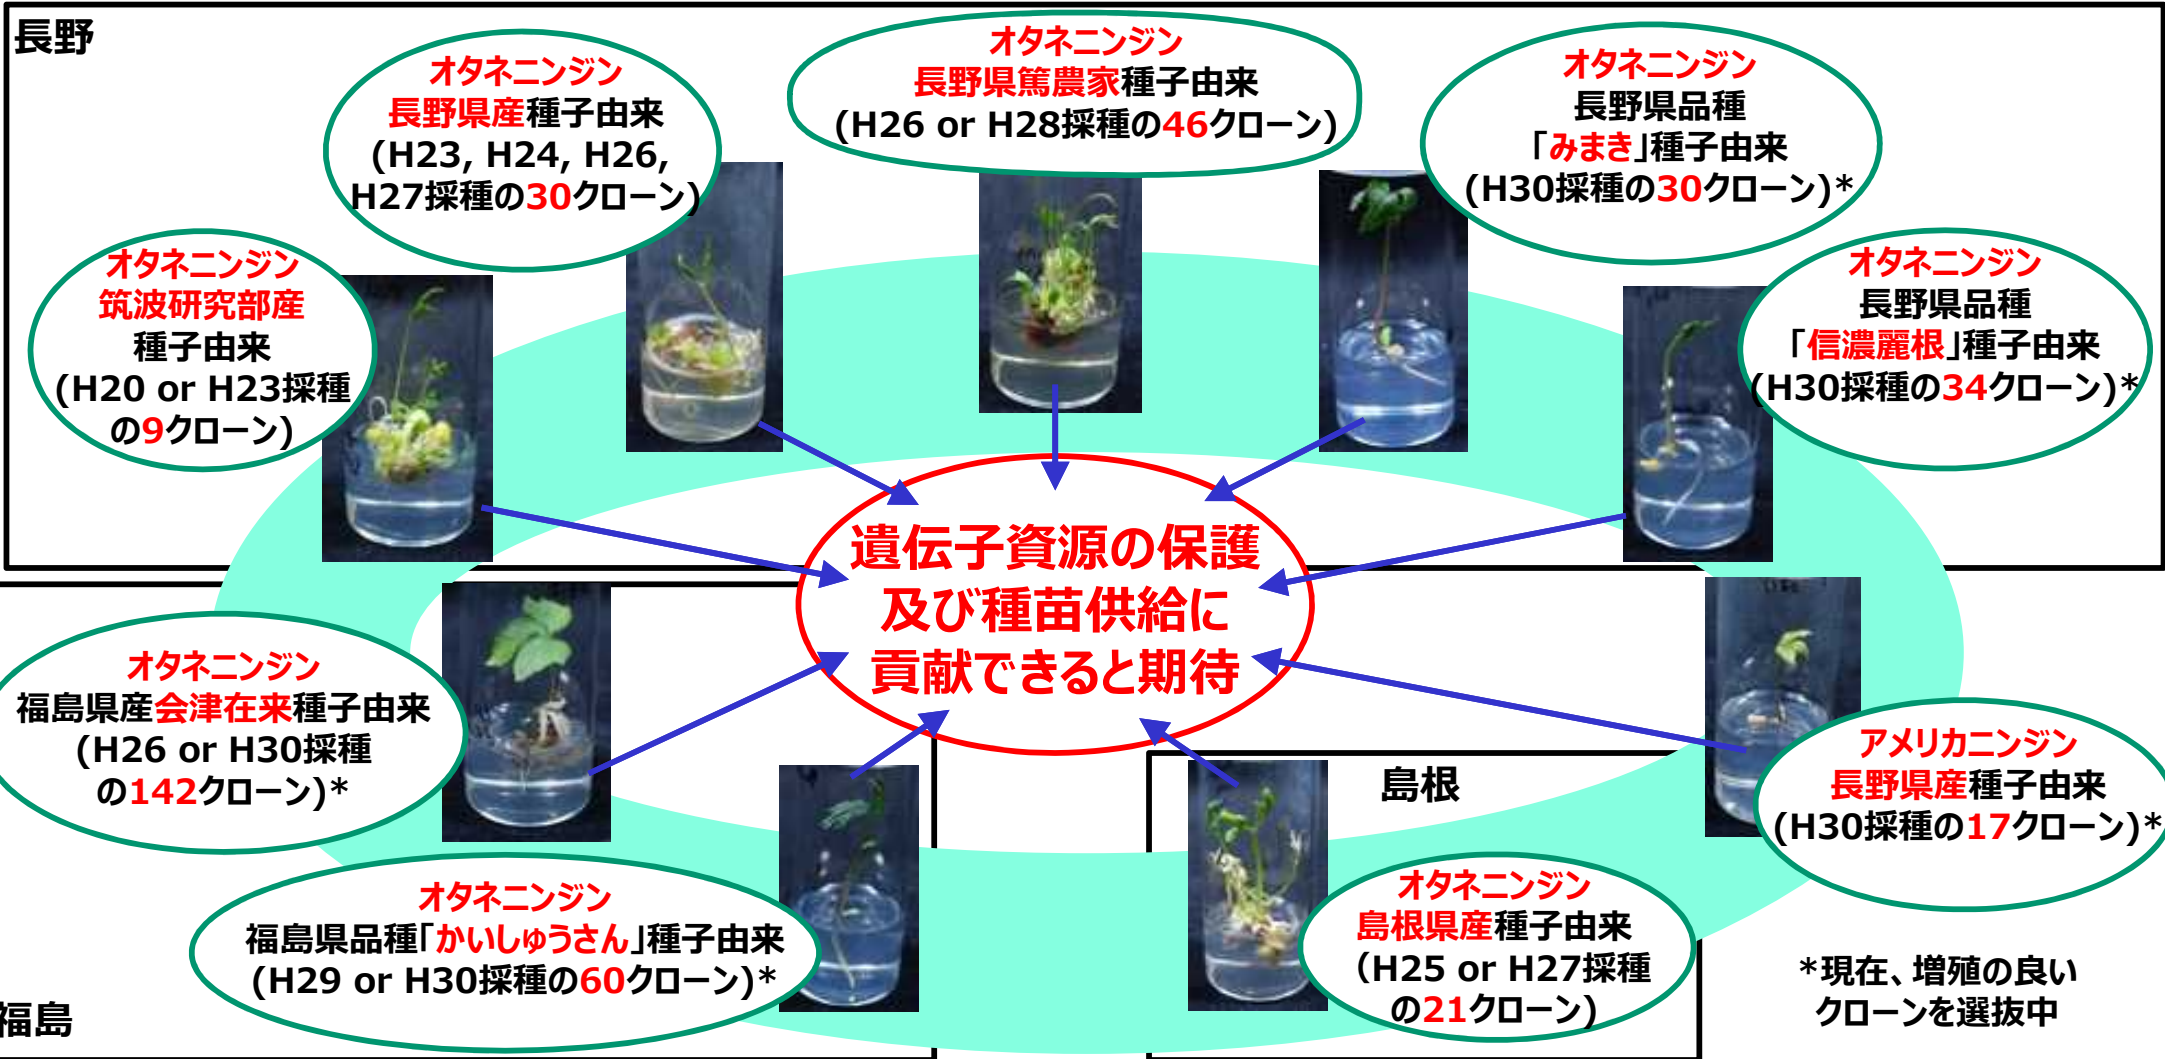 長野
オタネニンジン
長野県産種子由来
(H23, H24, H26,
H27採種の30クローン)
オタネニンジン
長野県篤農家種子由来
(H26 or H28採種の46クローン)
オタネニンジン
長野県品種
「みまき」種子由来
(H30採種の30クローン)*
オタネニンジン
筑波研究部産
種子由来
(H20 or H23採種
の9クローン)
オタネニンジン
長野県品種
「信濃麗根」種子由来
(H30採種の34クローン)*
遺伝子資源の保護
及び種苗供給に
貢献できると期待
オタネニンジン
福島県産会津在来種子由来
(H26 or H30採種
の142クローン)*
アメリカニンジン
長野県産種子由来
(H30採種の17クローン)*
島根
オタネニンジン
福島県品種「かいしゅうさん」種子由来
(H29 or H30採種の60クローン)*
オタネニンジン
島根県産種子由来
(H25 or H27採種
の21クローン)
*現在、増殖の良い
クローンを選抜中
福島